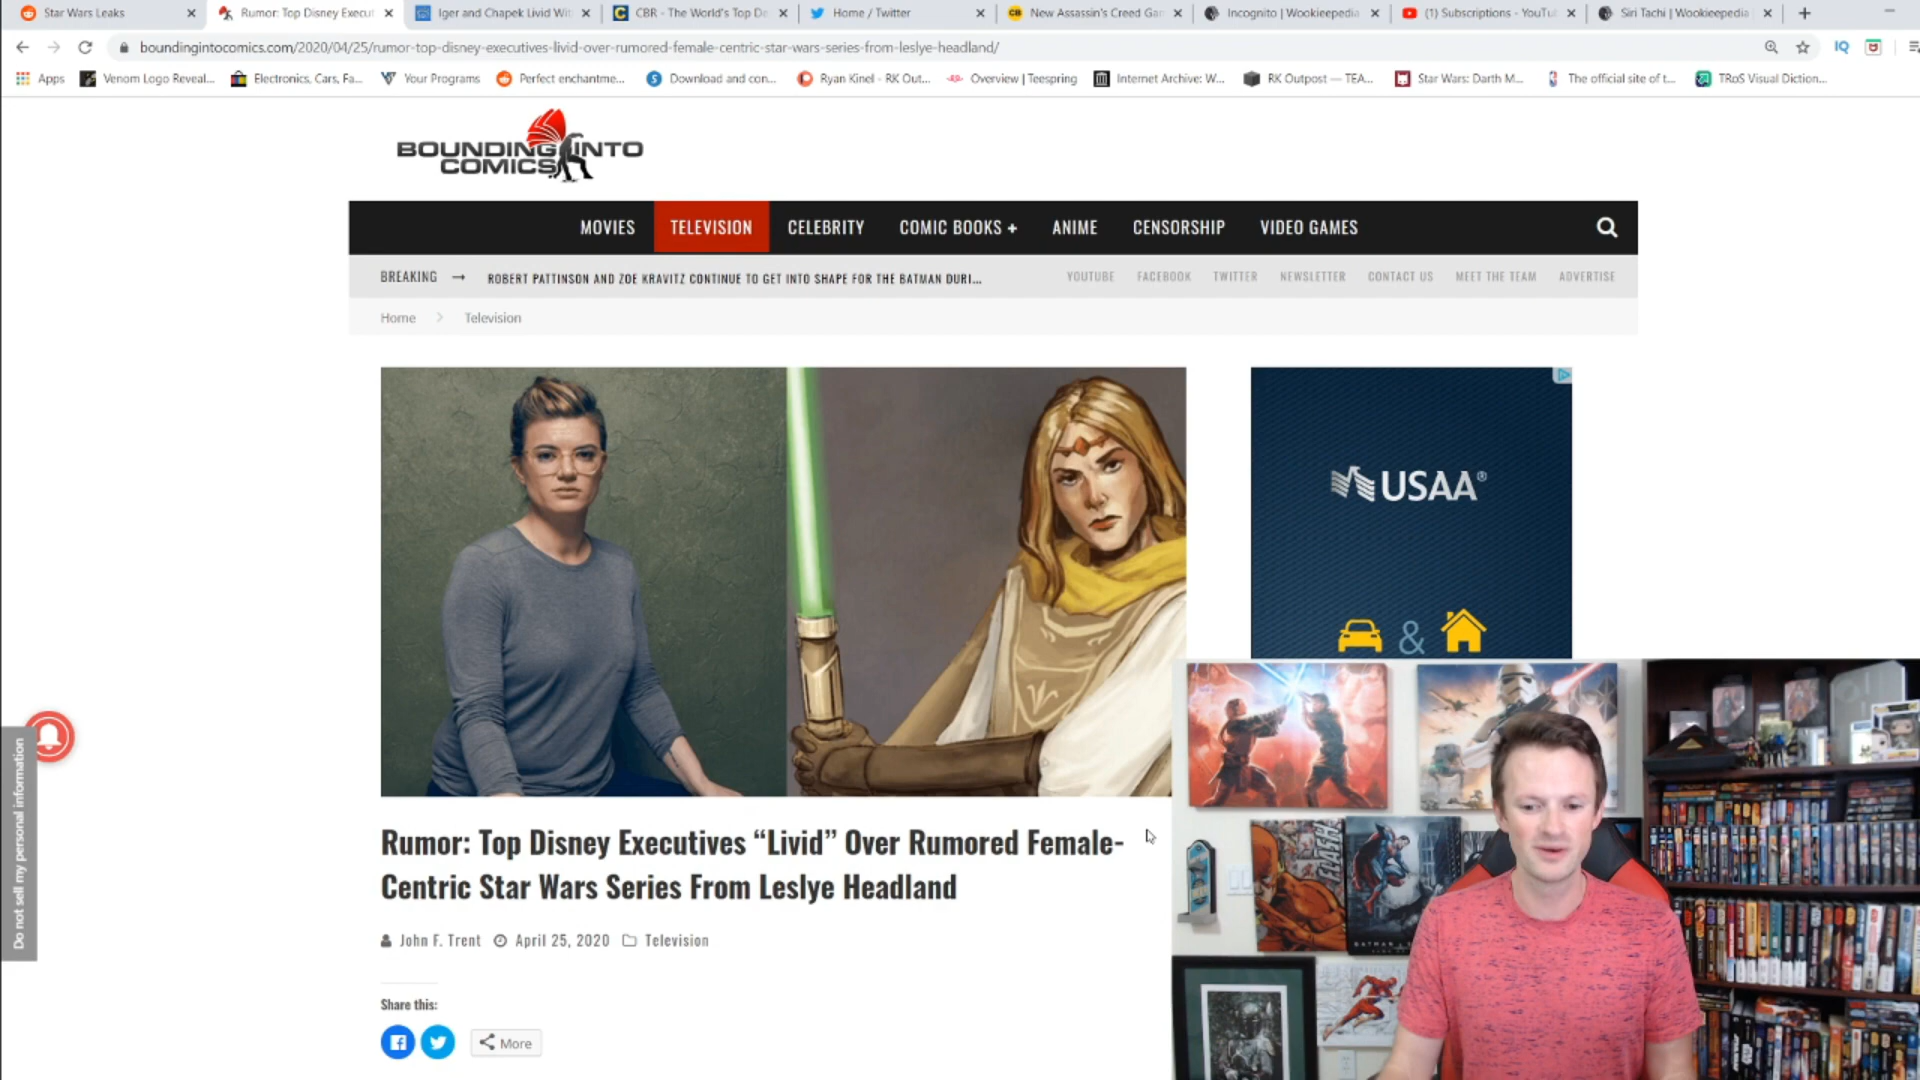 Star Wars Leaks
Rumor: Top Disney Execut
Iger and Chapek Livid Wit
CBR - The World's Top De
Home / Twitter
New Assassin's Creed Gam
Incognito | Wookieepedia
(1) Subscriptions - YouTu
Siri Tachi | Wookieepedia
boundingintocomics.com/2020/04/25/rumor-top-disney-executives-livid-over-rumored-female-centric-star-wars-series-from-leslye-headland/
IQ
Apps
Venom Logo Reveal...
Electronics, Cars, Fa...
Your Programs
Perfect enchantme...
Download and con...
Ryan Kinel - RK Out...
Overview | Teespring
Internet Archive: W...
RK Outpost — TEA...
Star Wars: Darth M...
The official site of t...
TRoS Visual Diction...
BOUNDING INTO
COMICS
MOVIES
TELEVISION
CELEBRITY
COMIC BOOKS +
ANIME
CENSORSHIP
VIDEO GAMES
BREAKING →
ROBERT PATTINSON AND ZOE KRAVITZ CONTINUE TO GET INTO SHAPE FOR THE BATMAN DURI...
YOUTUBE
FACEBOOK
TWITTER
NEWSLETTER
CONTACT US
MEET THE TEAM
ADVERTISE
Home > Television
USAA®
&
Rumor: Top Disney Executives “Livid” Over Rumored Female-
Centric Star Wars Series From Leslye Headland
John F. Trent
April 25, 2020
Television
Share this:
More
Do not sell my personal information